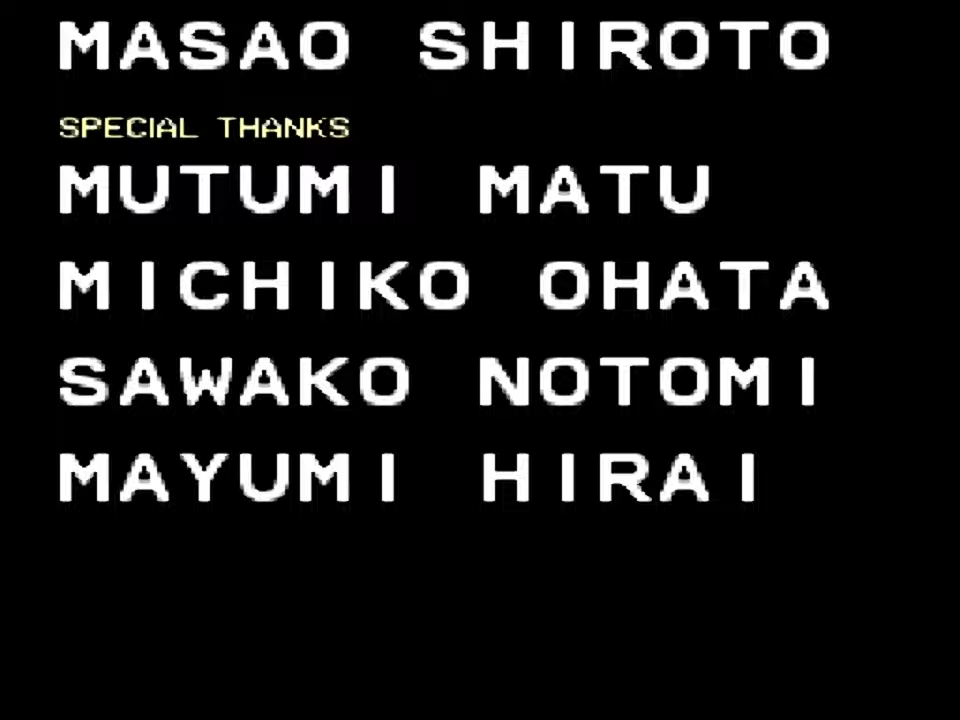 MASAO SHIROTO
SPECIAL THANKS
MUTUMI MATU
MICHIKO OHATA
SAWAKO NOTOMI
MAYUMI HIRAI